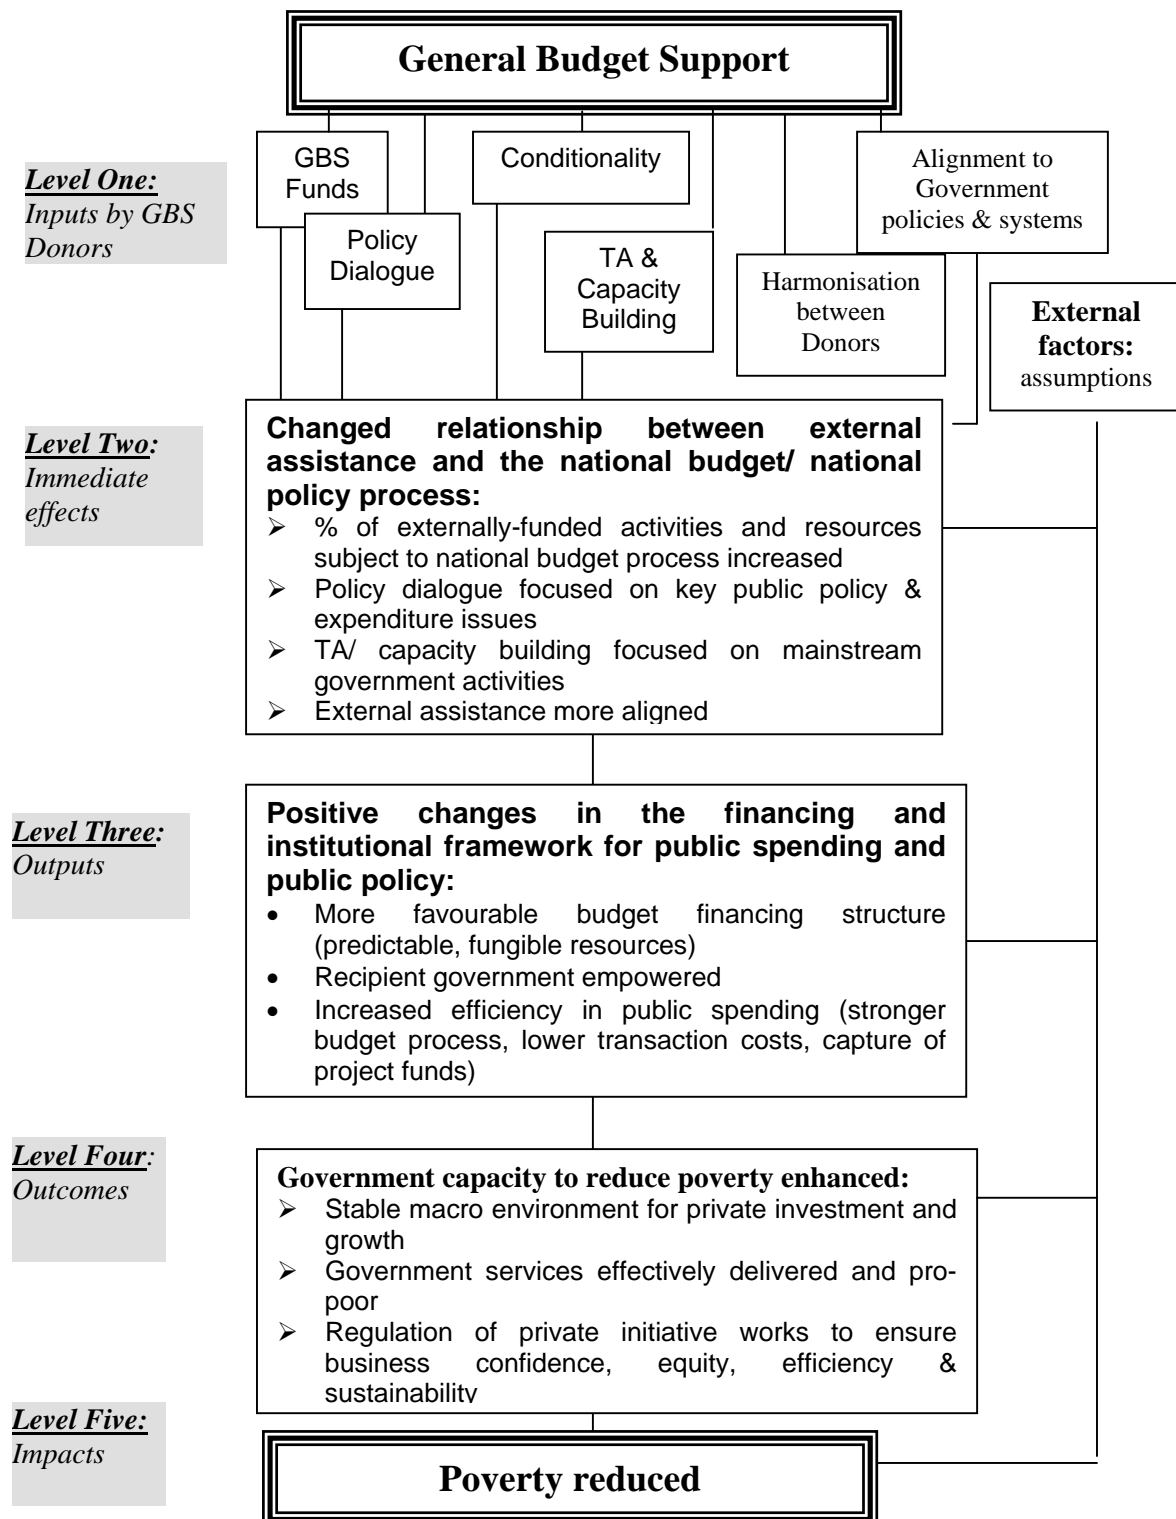 General Budget Support
Level One:
Inputs by GBS
Donors
GBS
Funds
Policy
Dialogue
Conditionality
TA &
Capacity
Building
Harmonisation
between
Donors
Alignment to
Government
policies & systems
External
factors:
assumptions
Level Two:
Immediate
effects
Changed relationship between external
assistance and the national budget/ national
policy process:
➢ % of externally-funded activities and resources
subject to national budget process increased
➢ Policy dialogue focused on key public policy &
expenditure issues
➢ TA/ capacity building focused on mainstream
government activities
➢ External assistance more aligned
Level Three:
Outputs
Positive changes in the financing and
institutional framework for public spending and
public policy:
• More favourable budget financing structure
(predictable, fungible resources)
• Recipient government empowered
• Increased efficiency in public spending (stronger
budget process, lower transaction costs, capture of
project funds)
Level Four:
Outcomes
Government capacity to reduce poverty enhanced:
➢ Stable macro environment for private investment and
growth
➢ Government services effectively delivered and pro-
poor
➢ Regulation of private initiative works to ensure
business confidence, equity, efficiency &
sustainability
Level Five:
Impacts
Poverty reduced